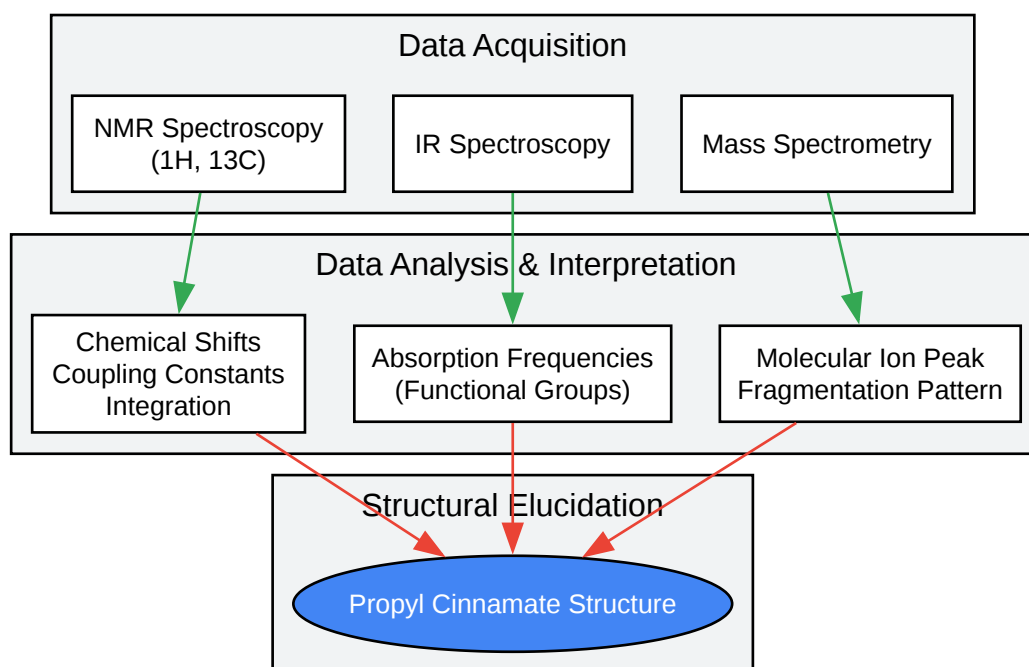 Data Acquisition
NMR Spectroscopy
(1H, 13C)
IR Spectroscopy
Mass Spectrometry
Data Analysis & Interpretation
Chemical Shifts
Coupling Constants
Integration
Absorption Frequencies
(Functional Groups)
Molecular Ion Peak
Fragmentation Pattern
Structural Elucidation
Propyl Cinnamate Structure